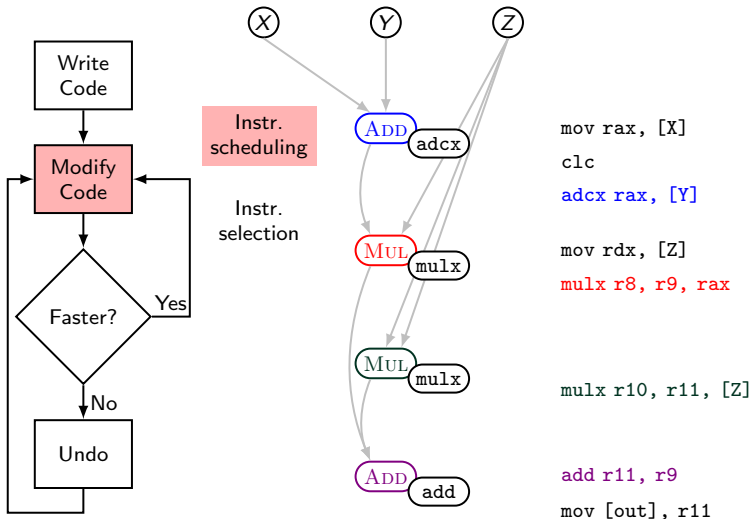 X
Y
Z
Write
Code
Modify
Code
Faster?
Yes
No
Undo
Instr.
scheduling
Instr.
selection
ADD
adcx
MUL
mulx
MUL
mulx
ADD
add
mov rax, [X]
clc
adcx rax, [Y]
mov rdx, [Z]
mulx r8, r9, rax
mulx r10, r11, [Z]
add r11, r9
mov [out], r11